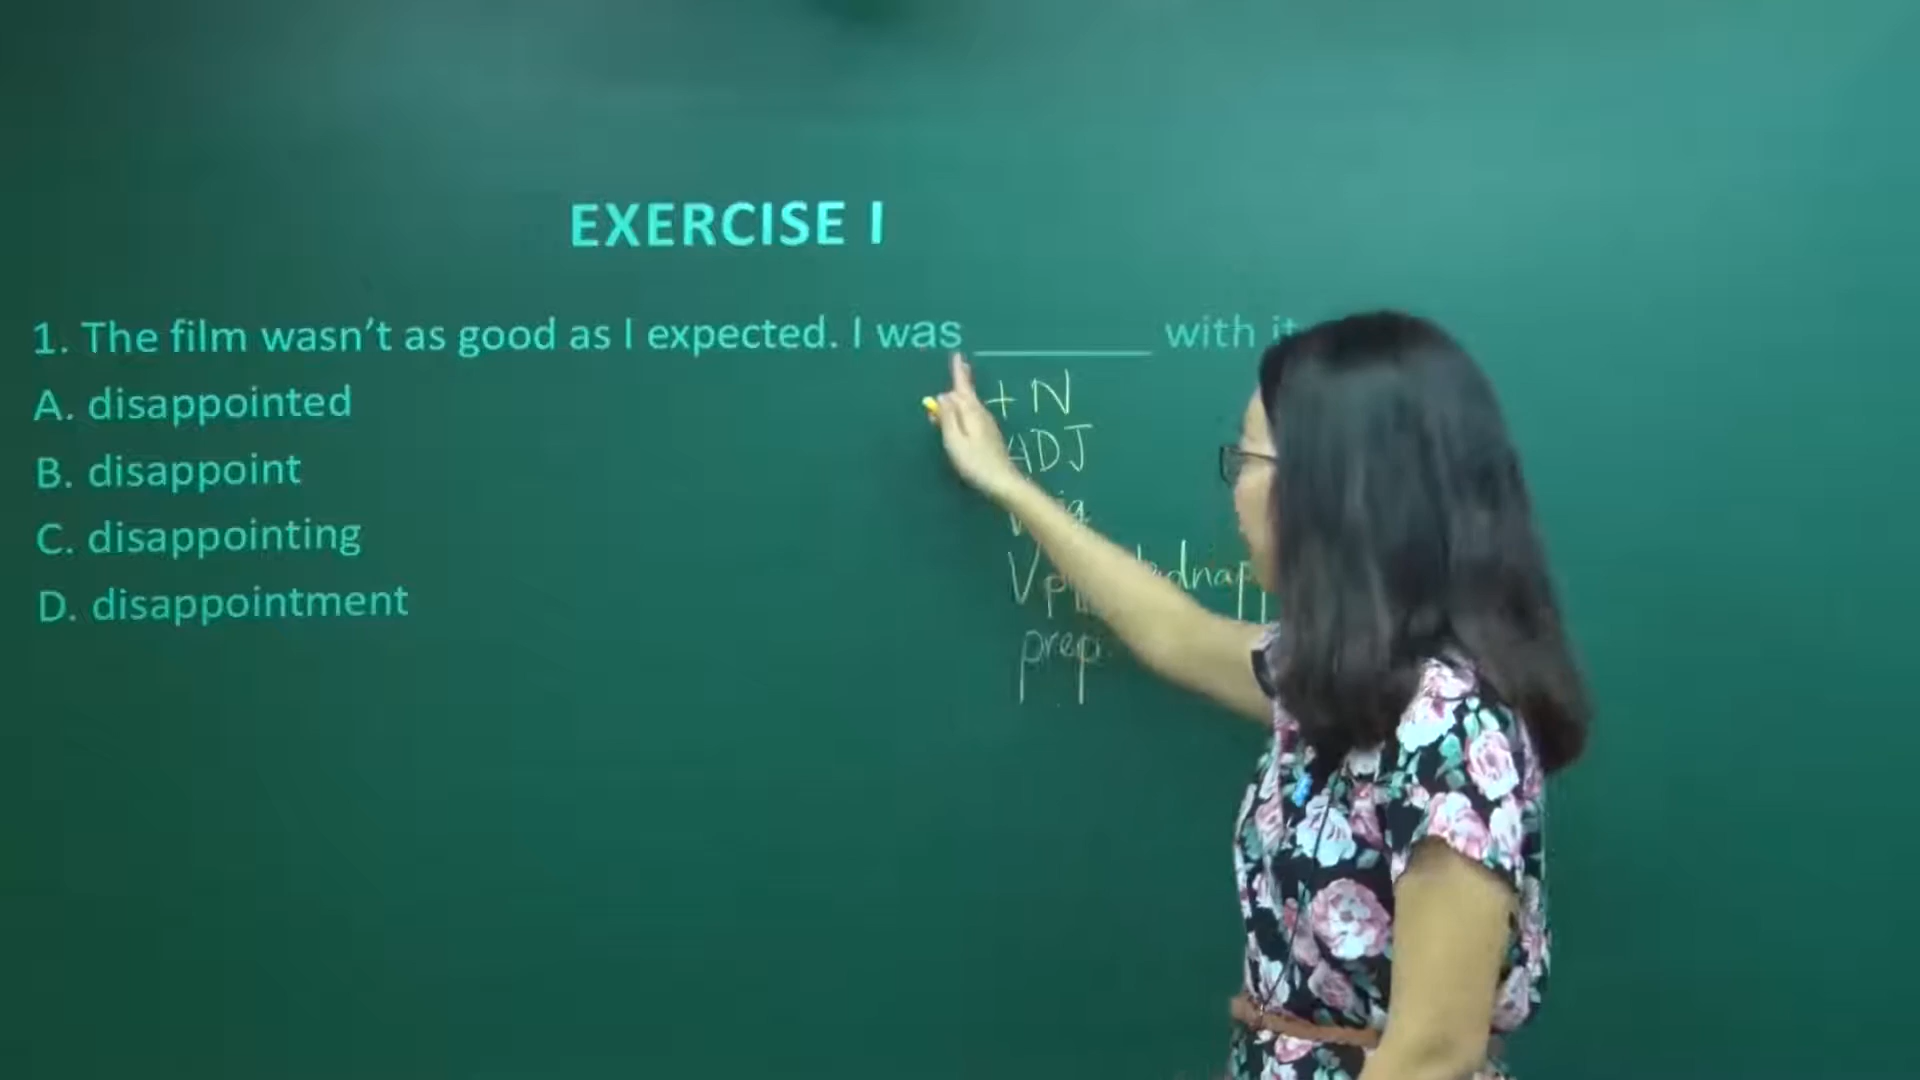 EXERCISE I
1. The film wasn't as good as I expected. I was ________ with it
A. disappointed
B. disappoint
C. disappointing
D. disappointment
+ N
ADJ
prep.